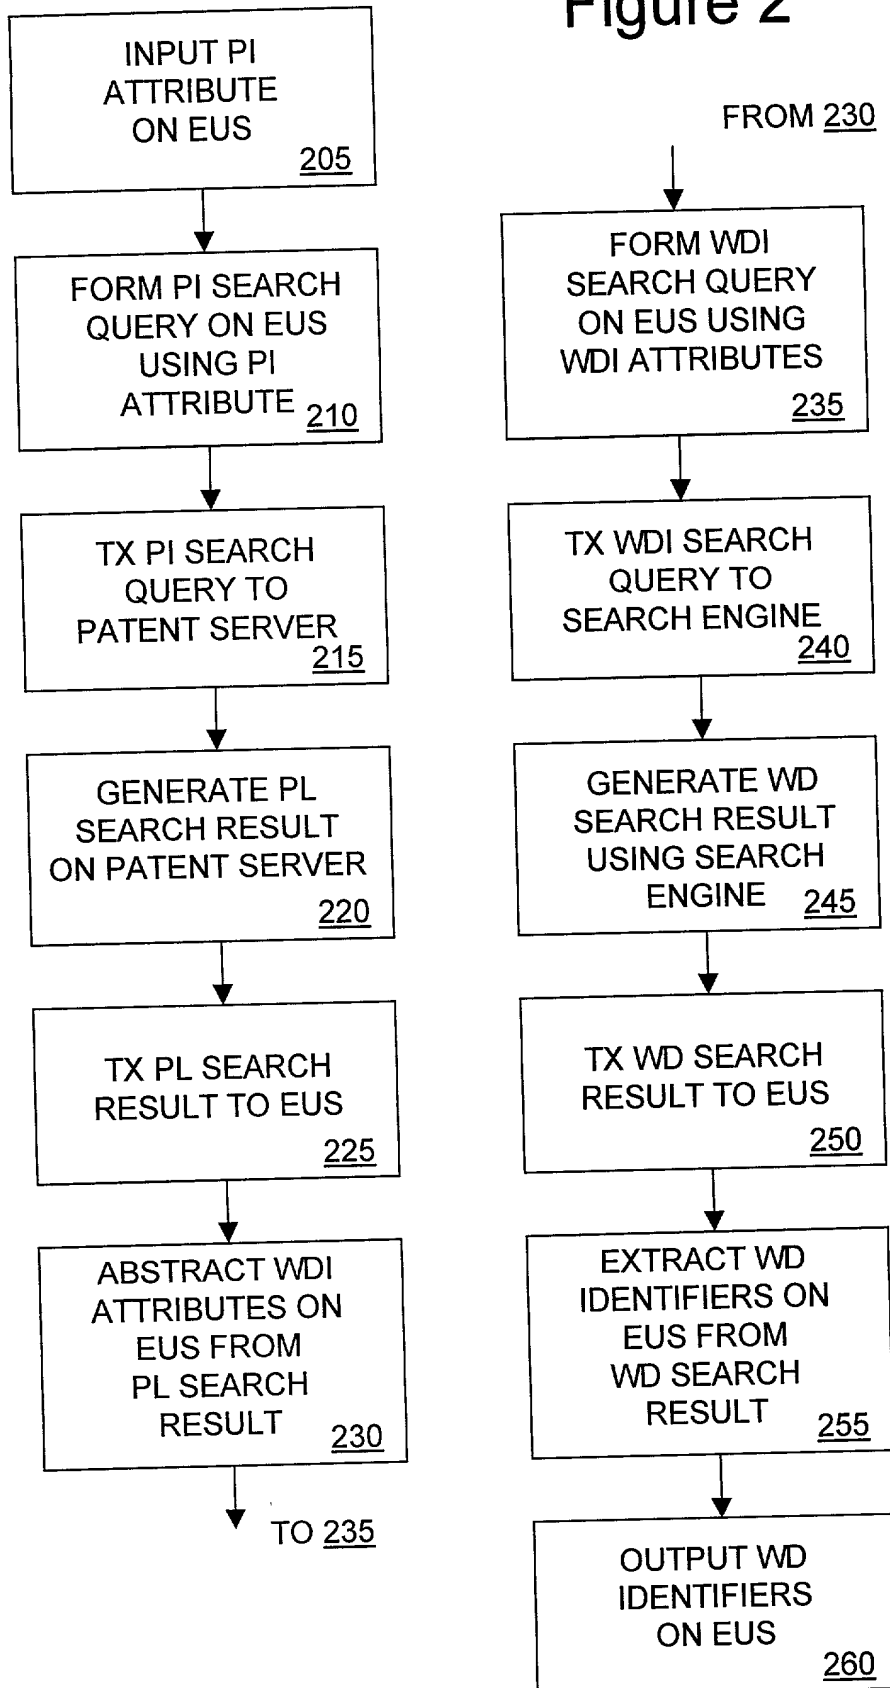 Figure 2
INPUT PI
ATTRIBUTE
ON EUS
205
FORM PI SEARCH
QUERY ON EUS
USING PI
ATTRIBUTE 210
TX PI SEARCH
QUERY TO
PATENT SERVER
215
GENERATE PL
SEARCH RESULT
ON PATENT SERVER
220
TX PL SEARCH
RESULT TO EUS
225
ABSTRACT WDI
ATTRIBUTES ON
EUS FROM
PL SEARCH
RESULT 230
TO 235
FROM 230
FORM WDI
SEARCH QUERY
ON EUS USING
WDI ATTRIBUTES
235
TX WDI SEARCH
QUERY TO
SEARCH ENGINE
240
GENERATE WD
SEARCH RESULT
USING SEARCH
ENGINE 245
TX WD SEARCH
RESULT TO EUS
250
EXTRACT WD
IDENTIFIERS ON
EUS FROM
WD SEARCH
RESULT 255
OUTPUT WD
IDENTIFIERS
ON EUS
260